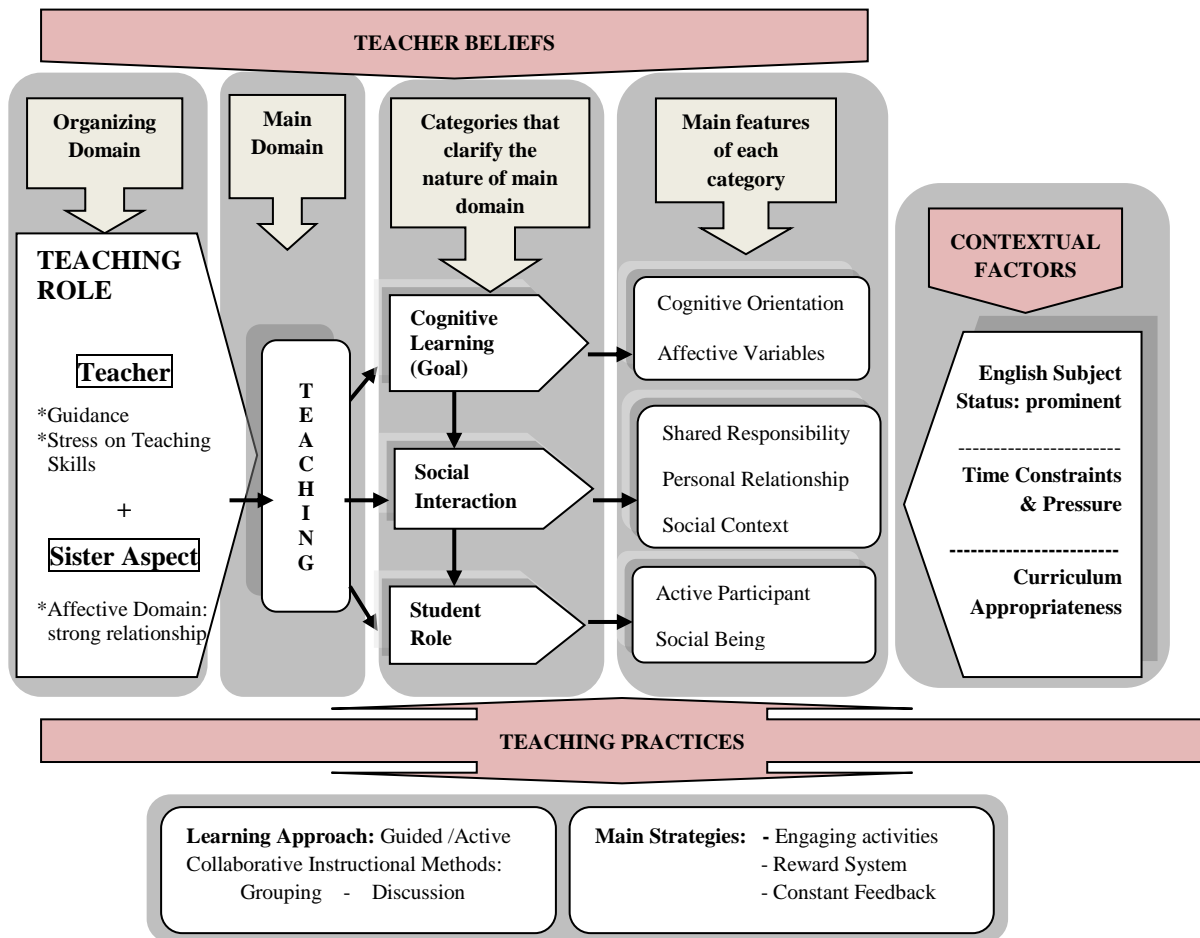 TEACHER BELIEFS
Organizing
Domain
Main
Domain
Categories that
clarify the
nature of main
domain
Main features
of each
category
CONTEXTUAL
FACTORS
TEACHING
ROLE
Teacher
*Guidance
*Stress on Teaching
Skills
+
Sister Aspect
*Affective Domain:
strong relationship
T
E
A
C
H
I
N
G
Cognitive
Learning
(Goal)
Social
Interaction
Student
Role
Cognitive Orientation
Affective Variables
Shared Responsibility
Personal Relationship
Social Context
Active Participant
Social Being
English Subject
Status: prominent
------------------------
Time Constraints
& Pressure
------------------------
Curriculum
Appropriateness
TEACHING PRACTICES
Learning Approach: Guided /Active
Collaborative Instructional Methods:
Grouping - Discussion
Main Strategies: - Engaging activities
- Reward System
- Constant Feedback